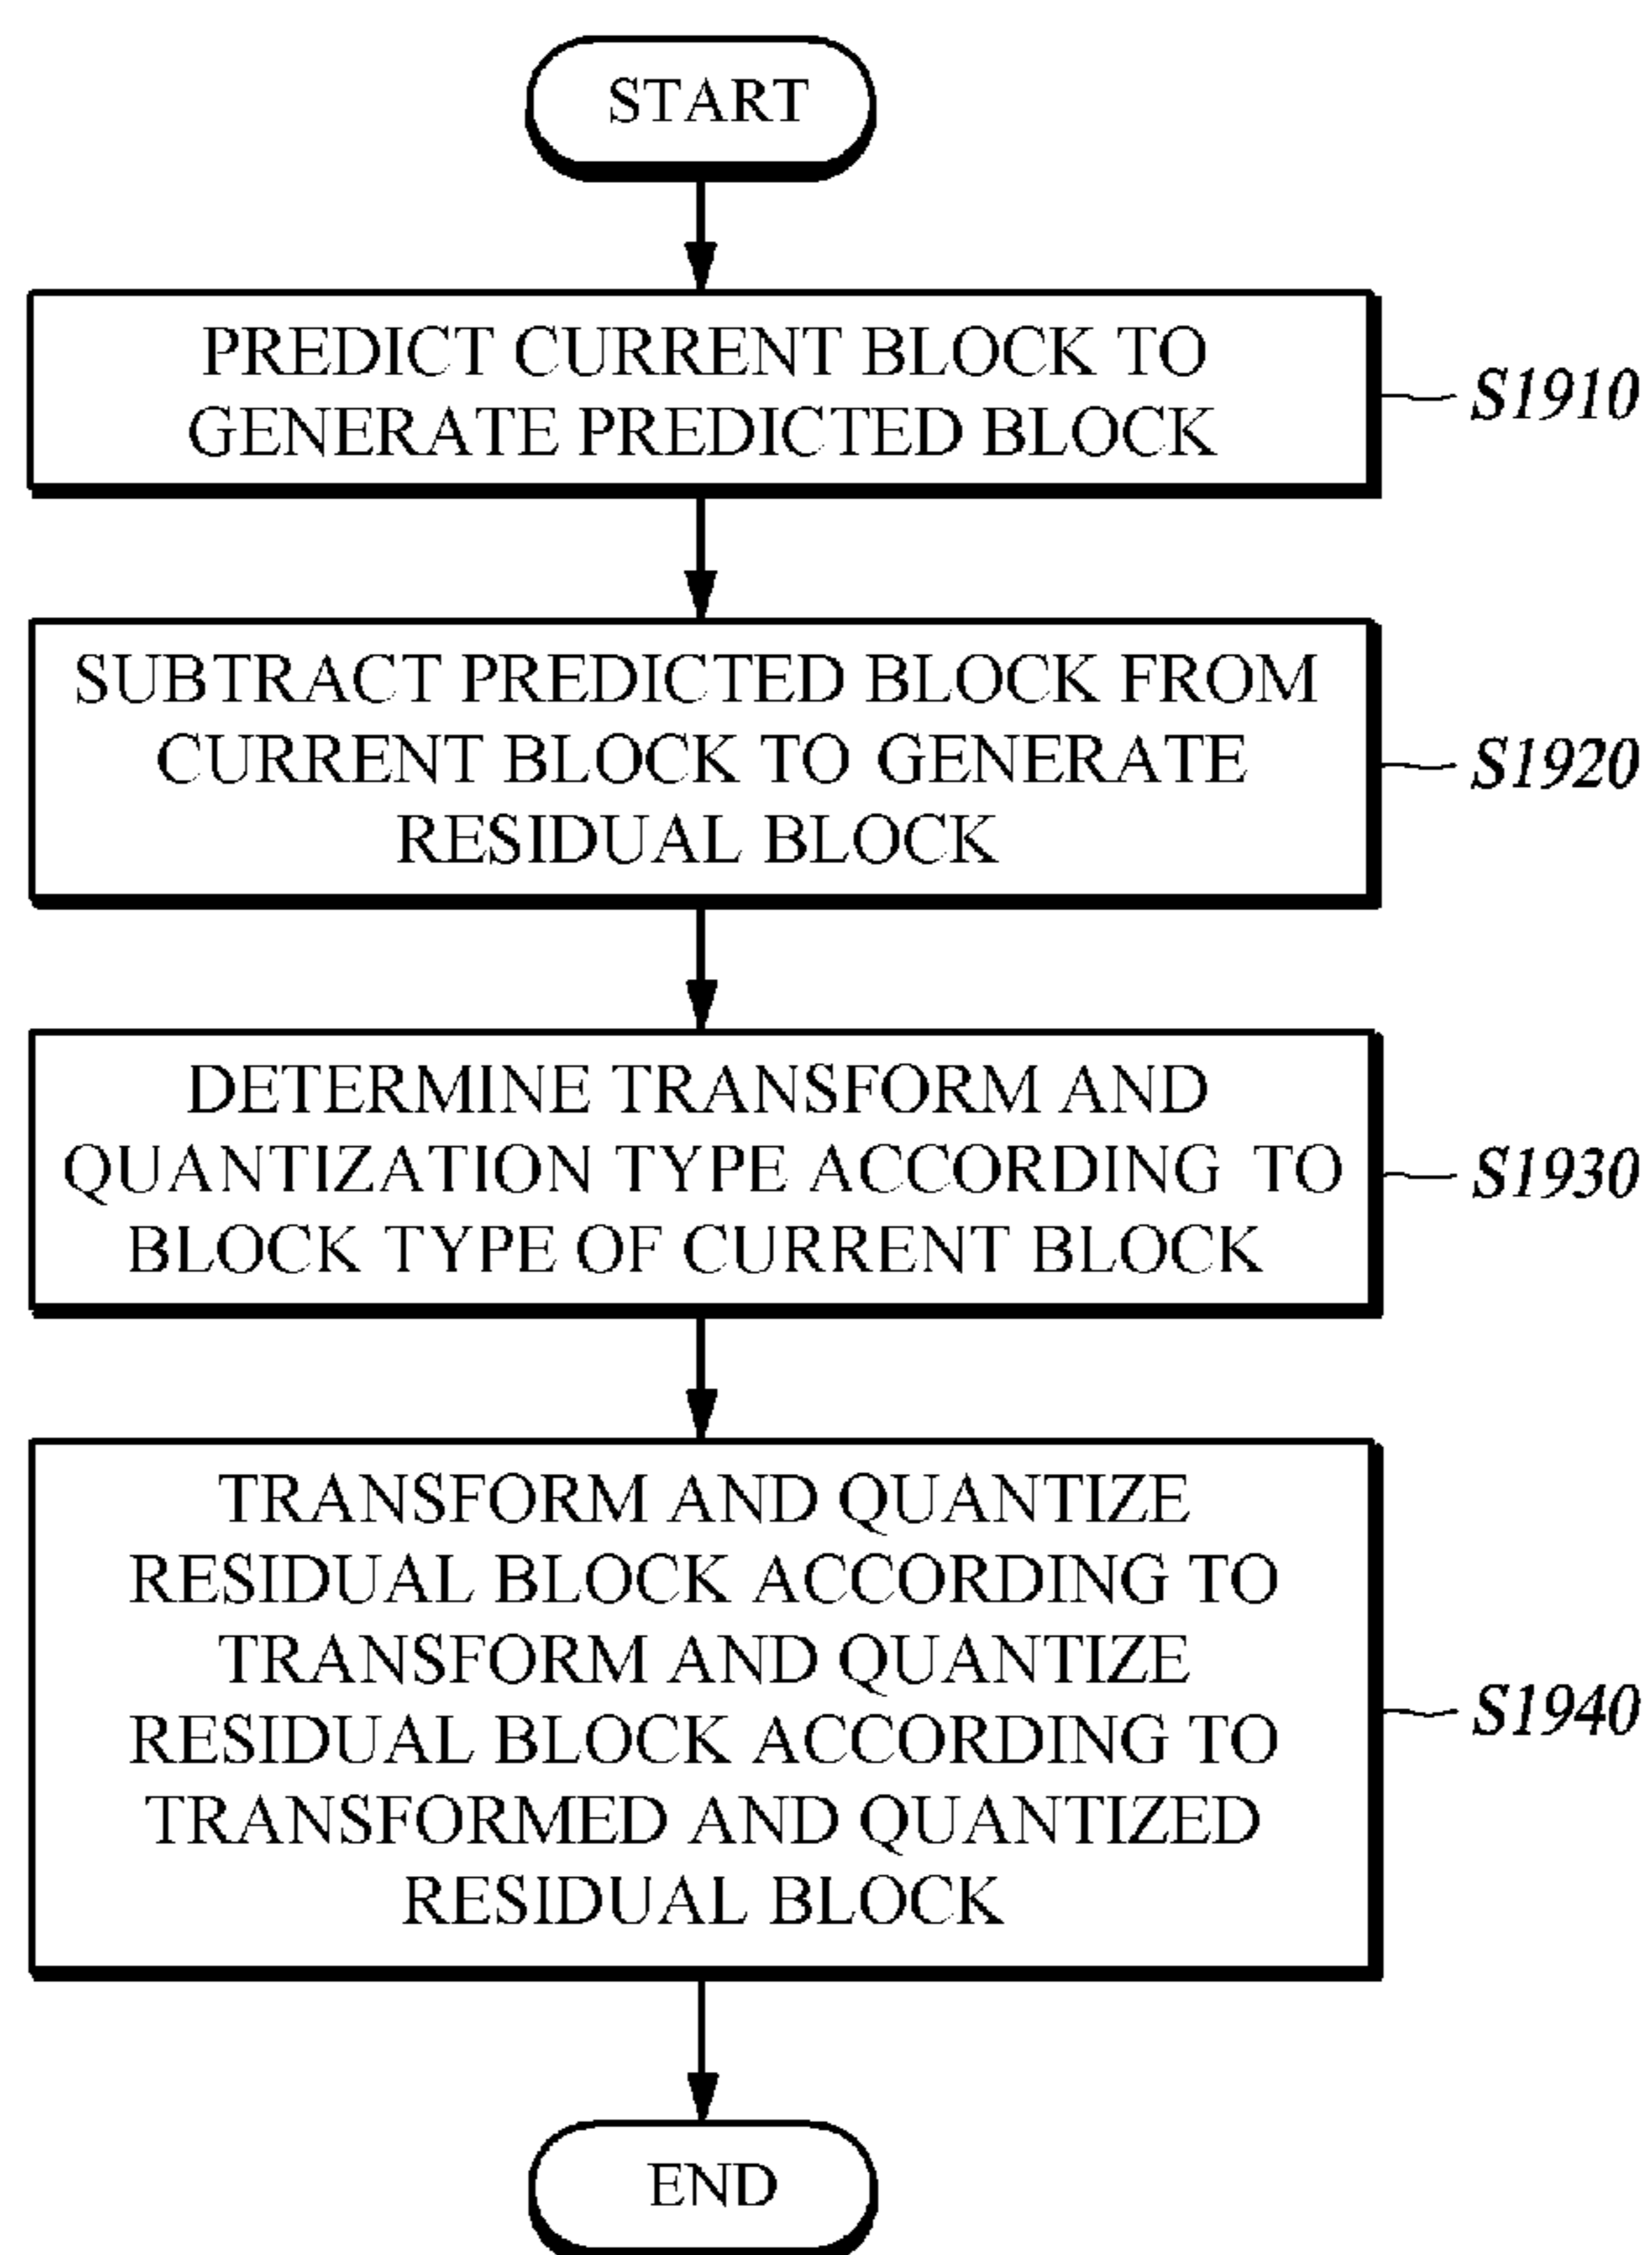 START
PREDICT CURRENT BLOCK TO
GENERATE PREDICTED BLOCK
S1910
SUBTRACT PREDICTED BLOCK FROM
CURRENT BLOCK TO GENERATE
RESIDUAL BLOCK
S1920
DETERMINE TRANSFORM AND
QUANTIZATION TYPE ACCORDING TO
BLOCK TYPE OF CURRENT BLOCK
S1930
TRANSFORM AND QUANTIZE
RESIDUAL BLOCK ACCORDING TO
TRANSFORM AND QUANTIZE
RESIDUAL BLOCK ACCORDING TO
TRANSFORMED AND QUANTIZED
RESIDUAL BLOCK
S1940
END